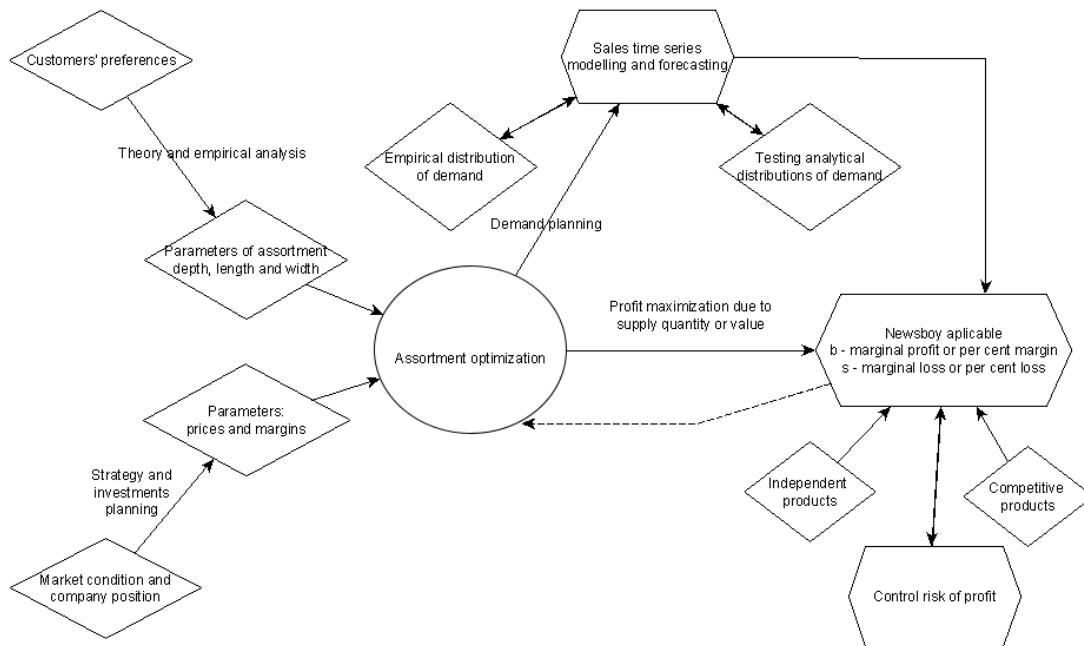 Customers' preferences
Sales time series
modelling and forecasting
Theory and empirical analysis
Empirical distribution
of demand
Testing analytical
distributions of demand
Demand planning
Parameters of assortment
depth, length and width
Profit maximization due to
supply quantity or value
Assortment optimization
Newsboy aplicable
b - marginal profit or per cent margin
s - marginal loss or per cent loss
Parameters:
prices and margins
Strategy and
investments
planning
Independent
products
Competitive
products
Market condition and
company position
Control risk of profit